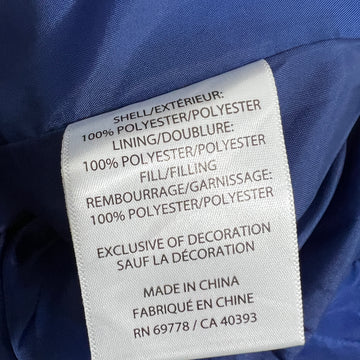 SHELL/EXTÉRIEUR:
100% POLYESTER/POLYESTER
LINING/DOUBLURE:
100% POLYESTER/POLYESTER
FILL/FILLING
REMBOURRAGE/GARNISSAGE:
100% POLYESTER/POLYESTER
EXCLUSIVE OF DECORATION
SAUF LA DÉCORATION
MADE IN CHINA
FABRIQUÉ EN CHINE
RN 69778 / CA 40393